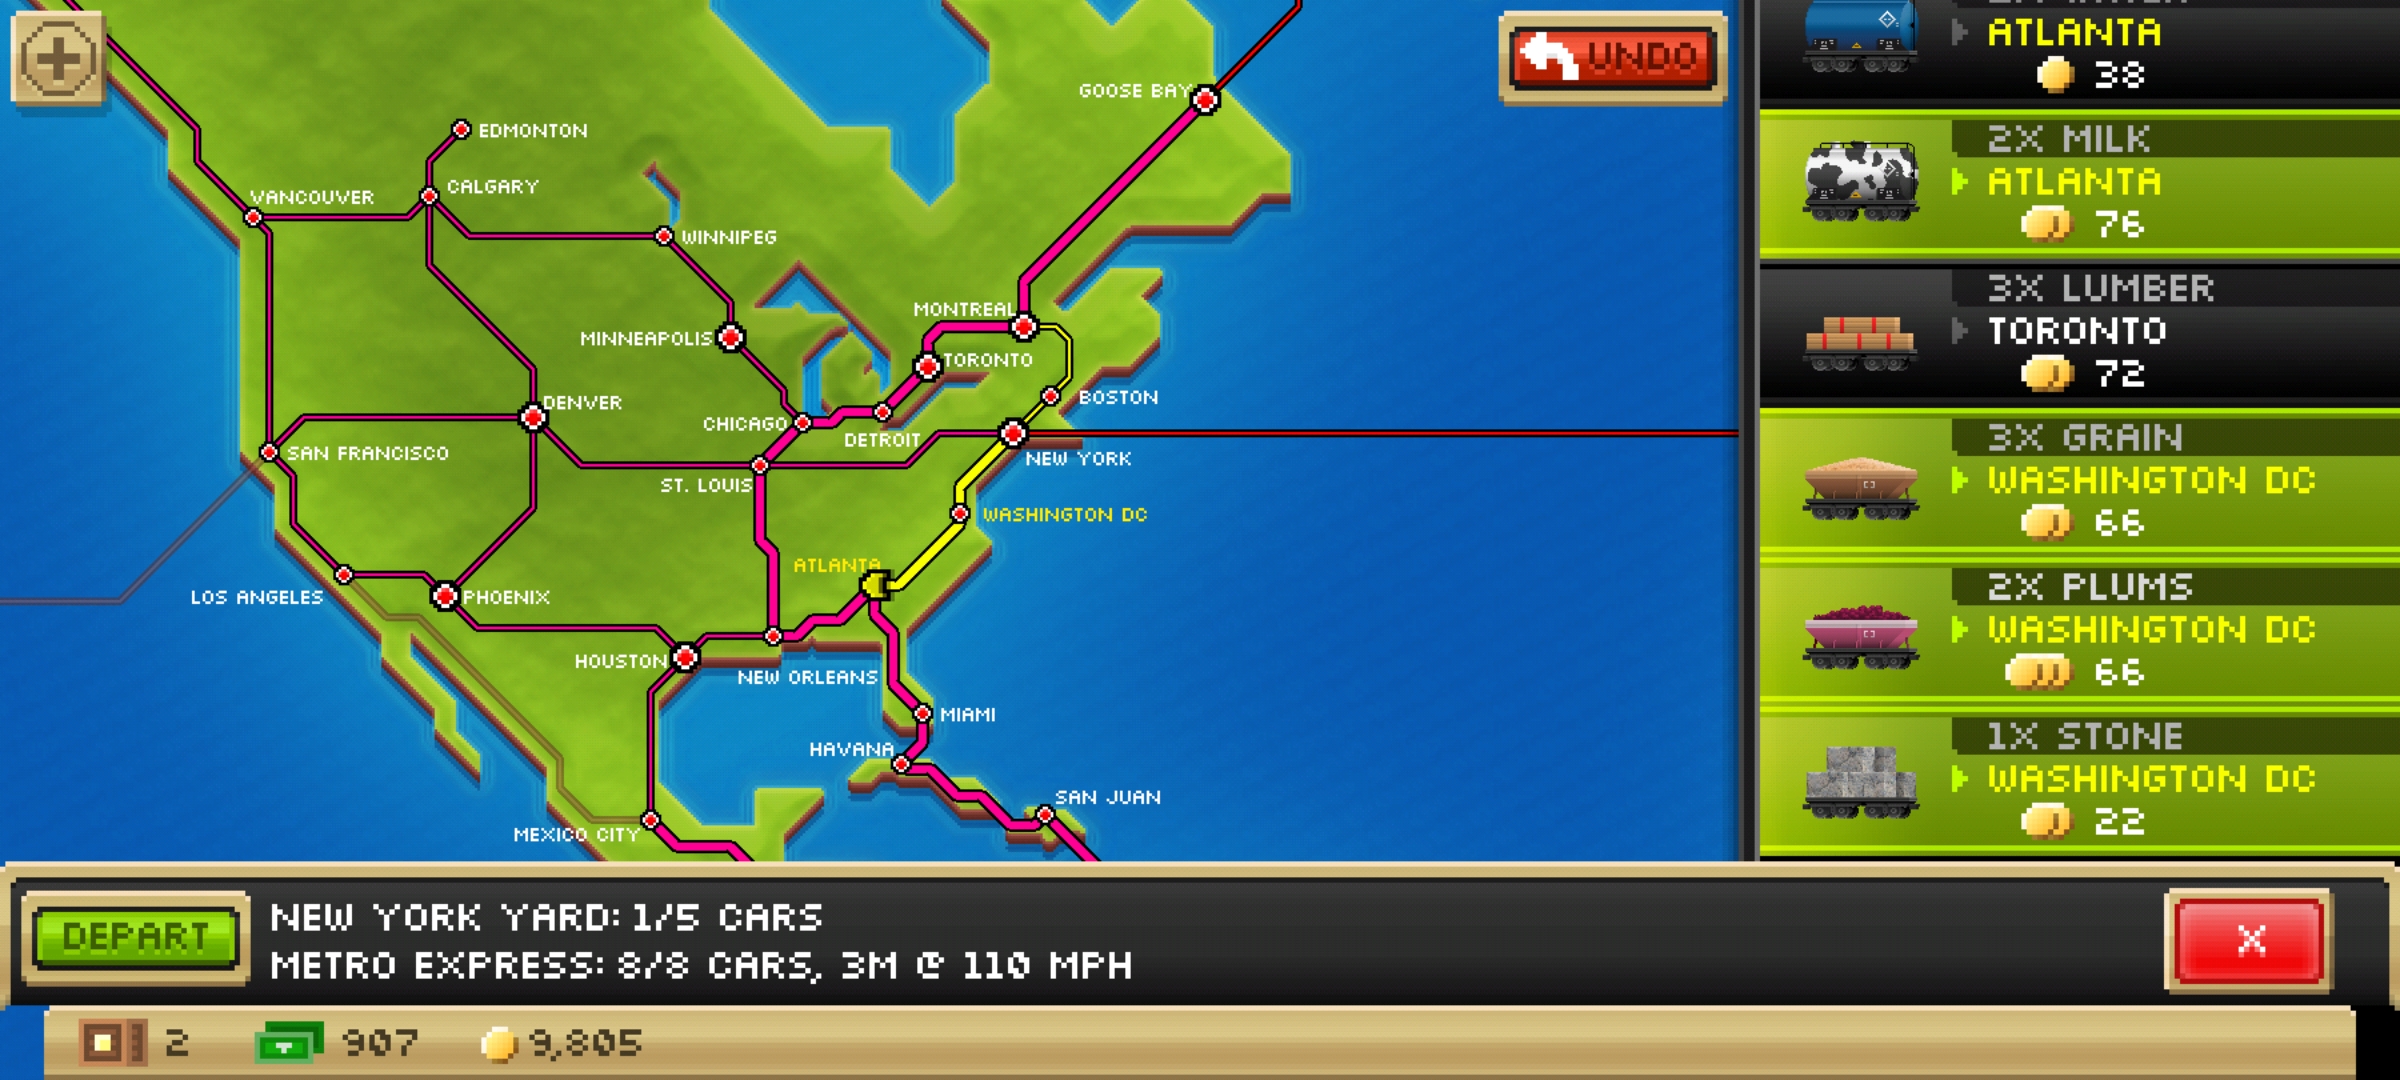 UNDO
GOOSE BAY
EDMONTON
VANCOUVER
CALGARY
WINNIPEG
MONTREAL
MINNEAPOLIS
TORONTO
DENVER
BOSTON
CHICAGO
DETROIT
SAN FRANCISCO
NEW YORK
ST. LOUIS
WASHINGTON DC
ATLANTA
LOS ANGELES
PHOENIX
HOUSTON
NEW ORLEANS
MIAMI
HAVANA
SAN JUAN
MEXICO CITY
ATLANTA
38
2X MILK
ATLANTA
76
3X LUMBER
TORONTO
72
3X GRAIN
WASHINGTON DC
66
2X PLUMS
WASHINGTON DC
66
1X STONE
WASHINGTON DC
22
DEPART
NEW YORK YARD: 1/5 CARS
METRO EXPRESS: 8/8 CARS, 3M @ 110 MPH
X
2
907
9,805